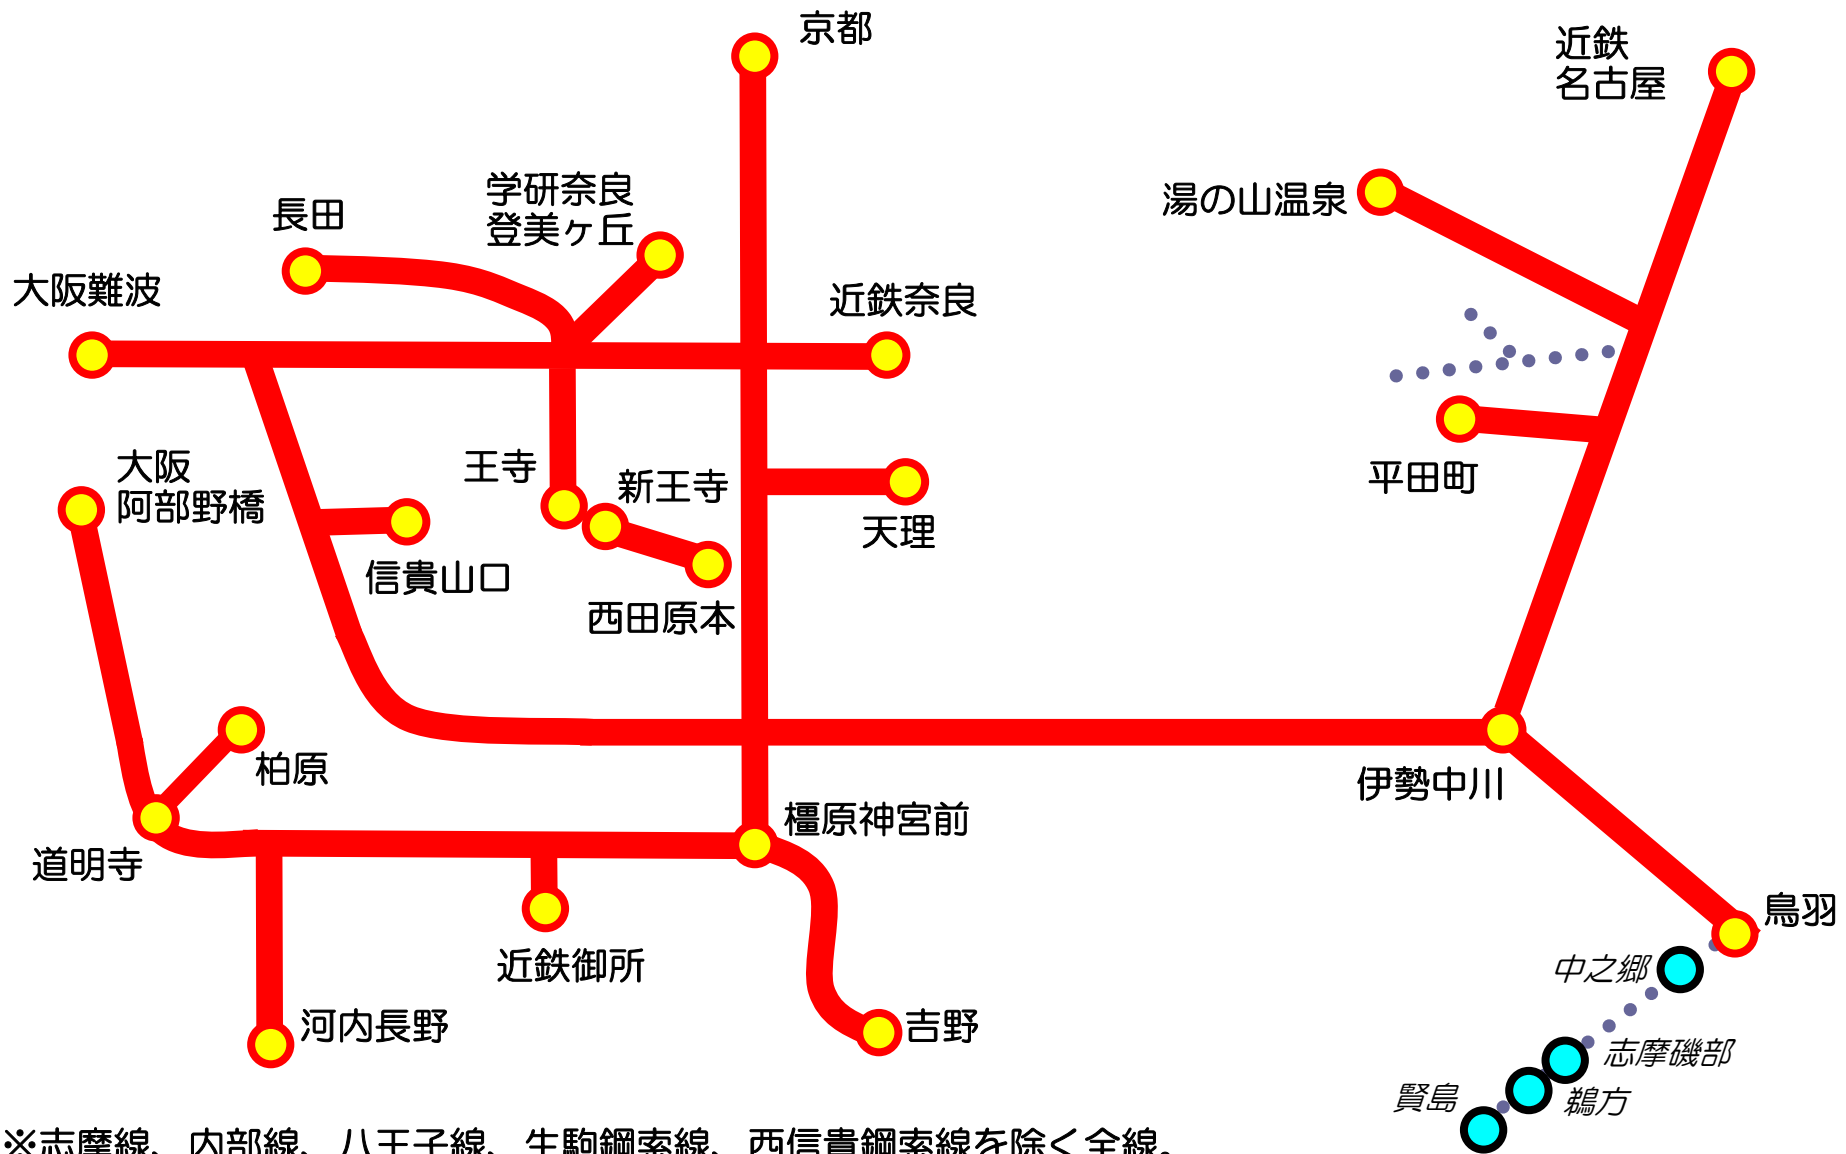 京都
近鉄
名古屋
学研奈良
登美ヶ丘
湯の山温泉
長田
大阪難波
近鉄奈良
大阪
阿部野橋
王寺
新王寺
平田町
天理
信貴山口
西田原本
柏原
伊勢中川
橿原神宮前
道明寺
鳥羽
近鉄御所
中之郷
河内長野
吉野
志摩磯部
賢島
鵜方
※志摩線、内部線、八王子線、生駒鋼索線、西信貴鋼索線を除く全線。